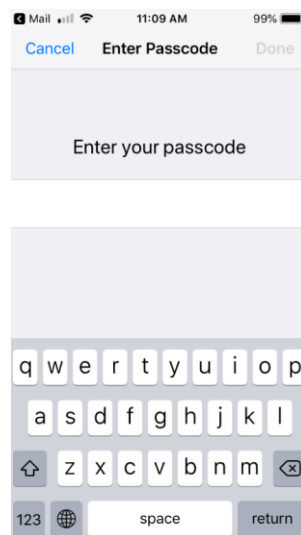 Mail 11:09 AM 99%
Cancel Enter Passcode Done
Enter your passcode
q w e r t y u i o p
a s d f g h j k l
z x c v b n m
123 space return